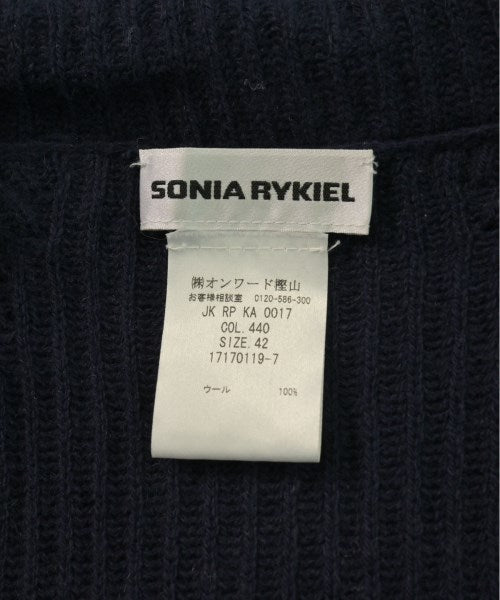 SONIA RYKIEL
㈱オンワード樫山
お客様相談室 0120-586-300
JK RP KA 0017
COL. 440
SIZE. 42
17170119-7
ウール 100%